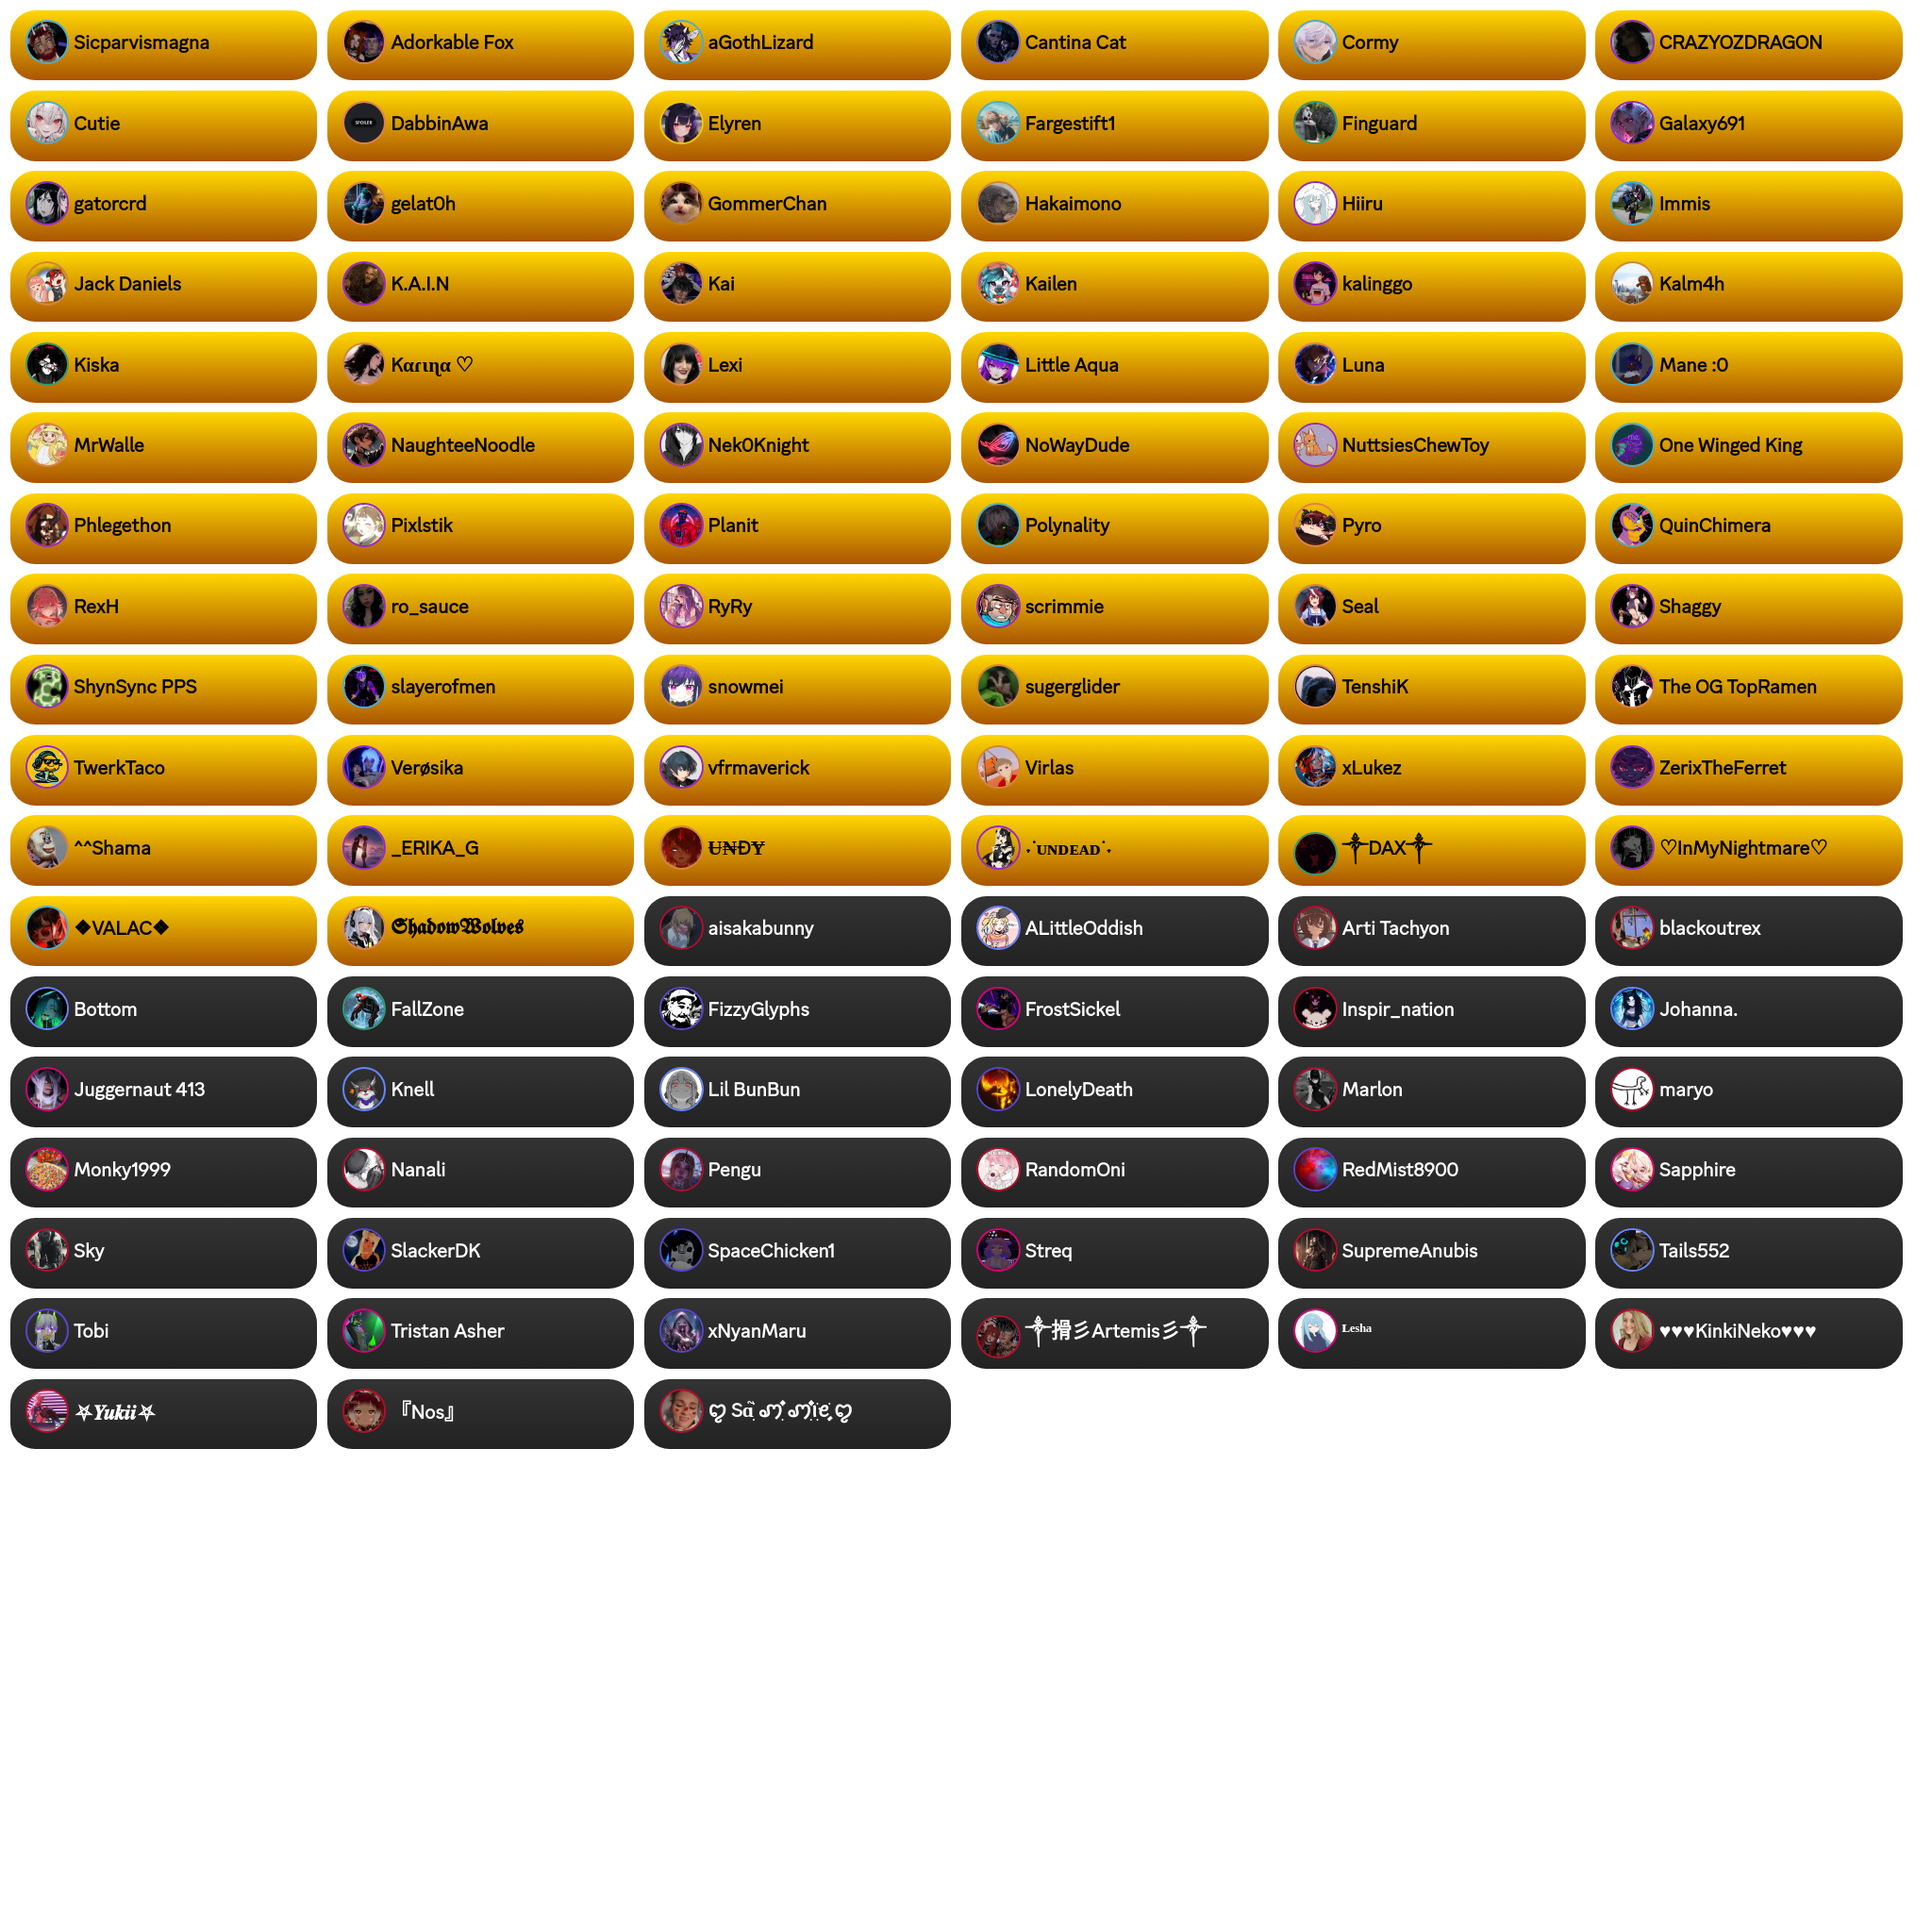 Sicparvismagna
Adorkable Fox
aGothLizard
Cantina Cat
Cormy
CRAZYOZDRAGON
Cutie
DabbinAwa
Elyren
Fargestift1
Finguard
Galaxy691
gatorcrd
gelat0h
GommerChan
Hakaimono
Hiiru
Immis
Jack Daniels
K.A.I.N
Kai
Kailen
kalinggo
Kalm4h
Kiska
Kαɾιɳα ♡
Lexi
Little Aqua
Luna
Mane :0
MrWalle
NaughteeNoodle
Nek0Knight
NoWayDude
NuttsiesChewToy
One Winged King
Phlegethon
Pixlstik
Planit
Polynality
Pyro
QuinChimera
RexH
ro_sauce
RyRy
scrimmie
Seal
Shaggy
ShynSync PPS
slayerofmen
snowmei
sugerglider
TenshiK
The OG TopRamen
TwerkTaco
Verøsika
vfrmaverick
Virlas
xLukez
ZerixTheFerret
^^Shama
_ERIKA_G
U̶N̶ĐY̶
˖˙ᴜɴᴅᴇᴀᴅ˙˖
⸸DAX⸸
♡InMyNightmare♡
❖VALAC❖
𝕾𝖍𝖆𝖉𝖔𝖜𝖂𝖔𝖑𝖛𝖊𝖘
aisakabunny
ALittleOddish
Arti Tachyon
blackoutrex
Bottom
FallZone
FizzyGlyphs
FrostSickel
Inspir_nation
Johanna.
Juggernaut 413
Knell
Lil BunBun
LonelyDeath
Marlon
maryo
Monky1999
Nanali
Pengu
RandomOni
RedMist8900
Sapphire
Sky
SlackerDK
SpaceChicken1
Streq
SupremeAnubis
Tails552
Tobi
Tristan Asher
xNyanMaru
⸸搰彡Artemis彡⸸
ᴸᵉˢʰᵃ
♥♥♥KinkiNeko♥♥♥
⛧𝒀𝒖𝒌𝒊𝒊⛧
『Nos』